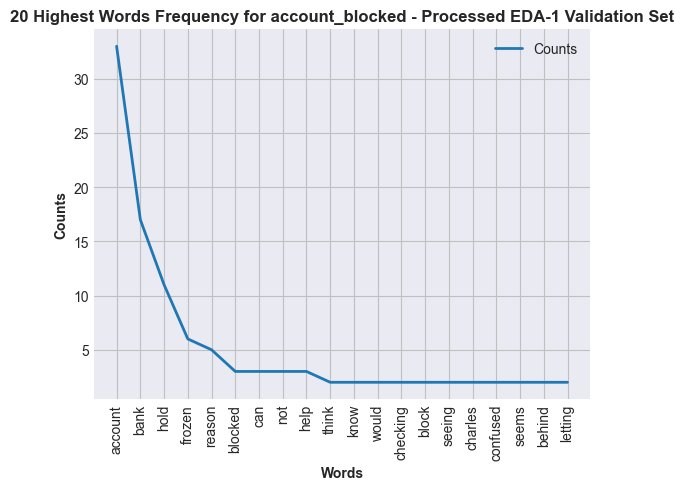 20 Highest Words Frequency for account_blocked - Processed EDA-1 Validation Set
Counts
30
25
20
15
10
5
Counts
account
bank
hold
frozen
reason
blocked
can
not
help
think
know
would
checking
block
seeing
charles
confused
seems
behind
letting
Words